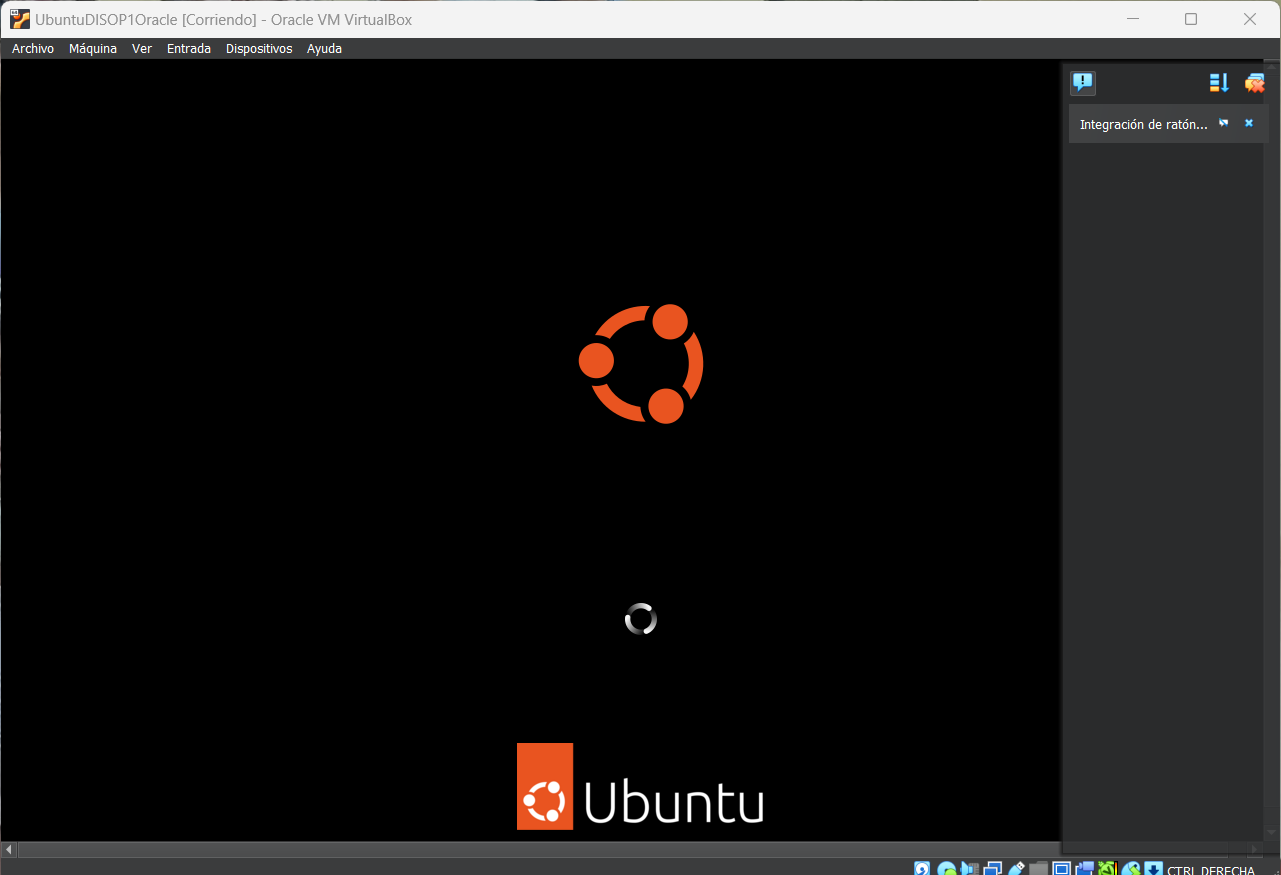 UbuntuDISOP1Oracle [Corriendo] - Oracle VM VirtualBox
Archivo Máquina Ver Entrada Dispositivos Ayuda
Integración de ratón...
Ubuntu
CTRL DERECHA